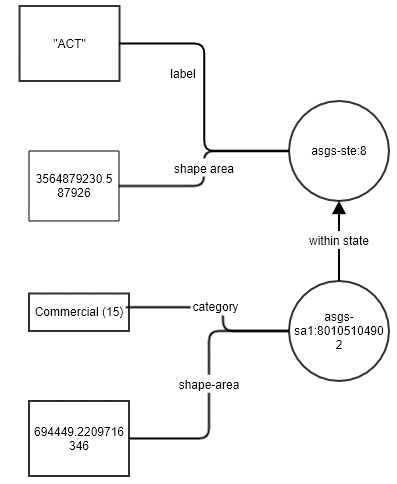 "ACT"
label
asgs-ste:8
shape area
3564879230.5
87926
within state
Commercial (15)
category
asgs-
sa1:8010510490
2
shape-area
694449.2209716
346